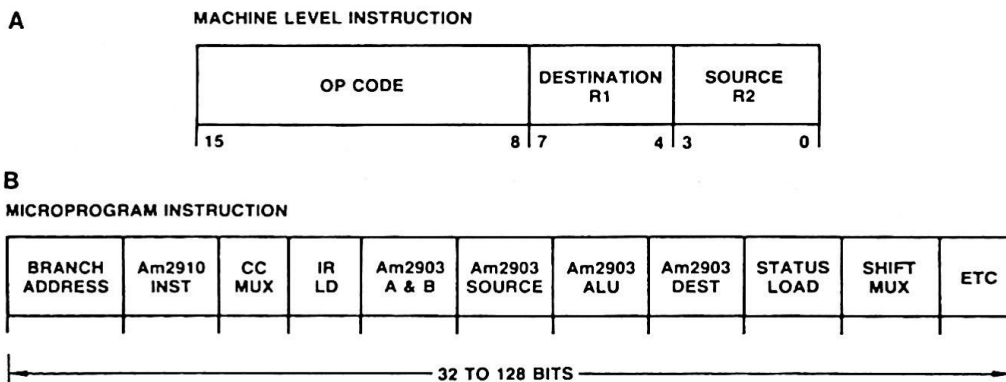 A
MACHINE LEVEL INSTRUCTION
OP CODE
DESTINATION
R1
SOURCE
R2
15 8 7 4 3 0
B
MICROPROGRAM INSTRUCTION
BRANCH
ADDRESS
Am2910
INST
CC
MUX
IR
LD
Am2903
A & B
Am2903
SOURCE
Am2903
ALU
Am2903
DEST
STATUS
LOAD
SHIFT
MUX
ETC
32 TO 128 BITS